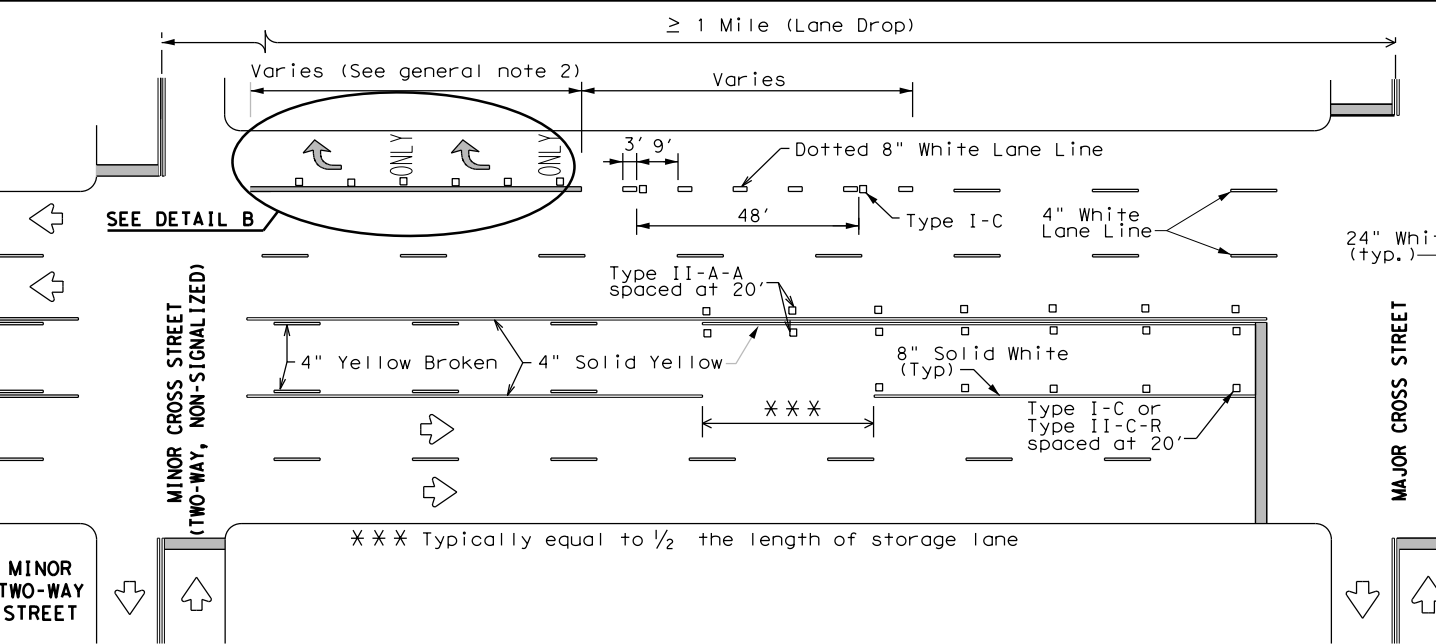 ≥ 1 Mile (Lane Drop)
Varies (See general note 2)
Varies
ONLY
ONLY
3' 9'
Dotted 8" White Lane Line
SEE DETAIL B
48'
Type I-C
4" White
Lane Line
24" Whi
(typ.)
Type II-A-A
spaced at 20'
MINOR CROSS STREET
(TWO-WAY, NON-SIGNALIZED)
4" Yellow Broken
4" Solid Yellow
8" Solid White
(Typ)
***
Type I-C or
Type II-C-R
spaced at 20'
MAJOR CROSS STREET
*** Typically equal to ½ the length of storage lane
MINOR
TWO-WAY
STREET